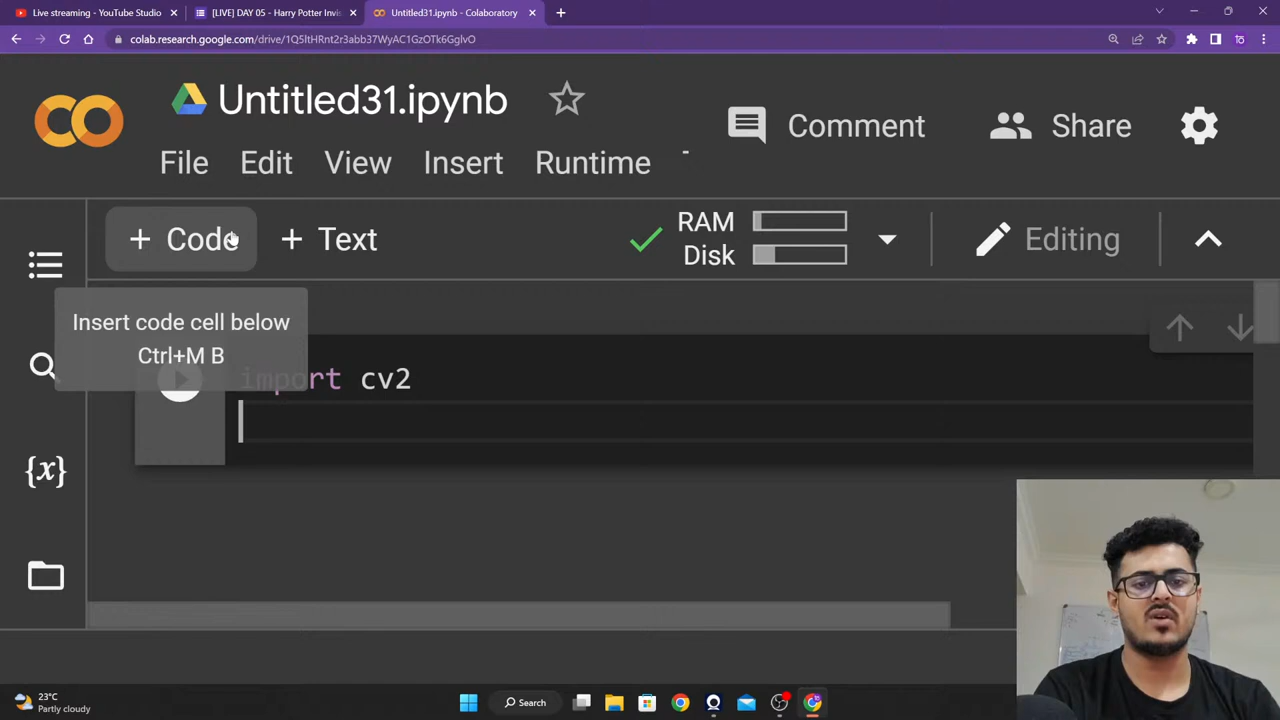 Live streaming - YouTube Studio
[LIVE] DAY 05 - Harry Potter Invi
Untitled31.ipynb - Colaboratory
colab.research.google.com/drive/1Q5ltHRnt2r3abb37WyAC1GzOTk6GglvO
Untitled31.ipynb
Comment
Share
File Edit View Insert Runtime
+ Code + Text
RAM
Disk
Editing
Insert code cell below
Ctrl+M B
import cv2
{x}
23°C
Partly cloudy
Search